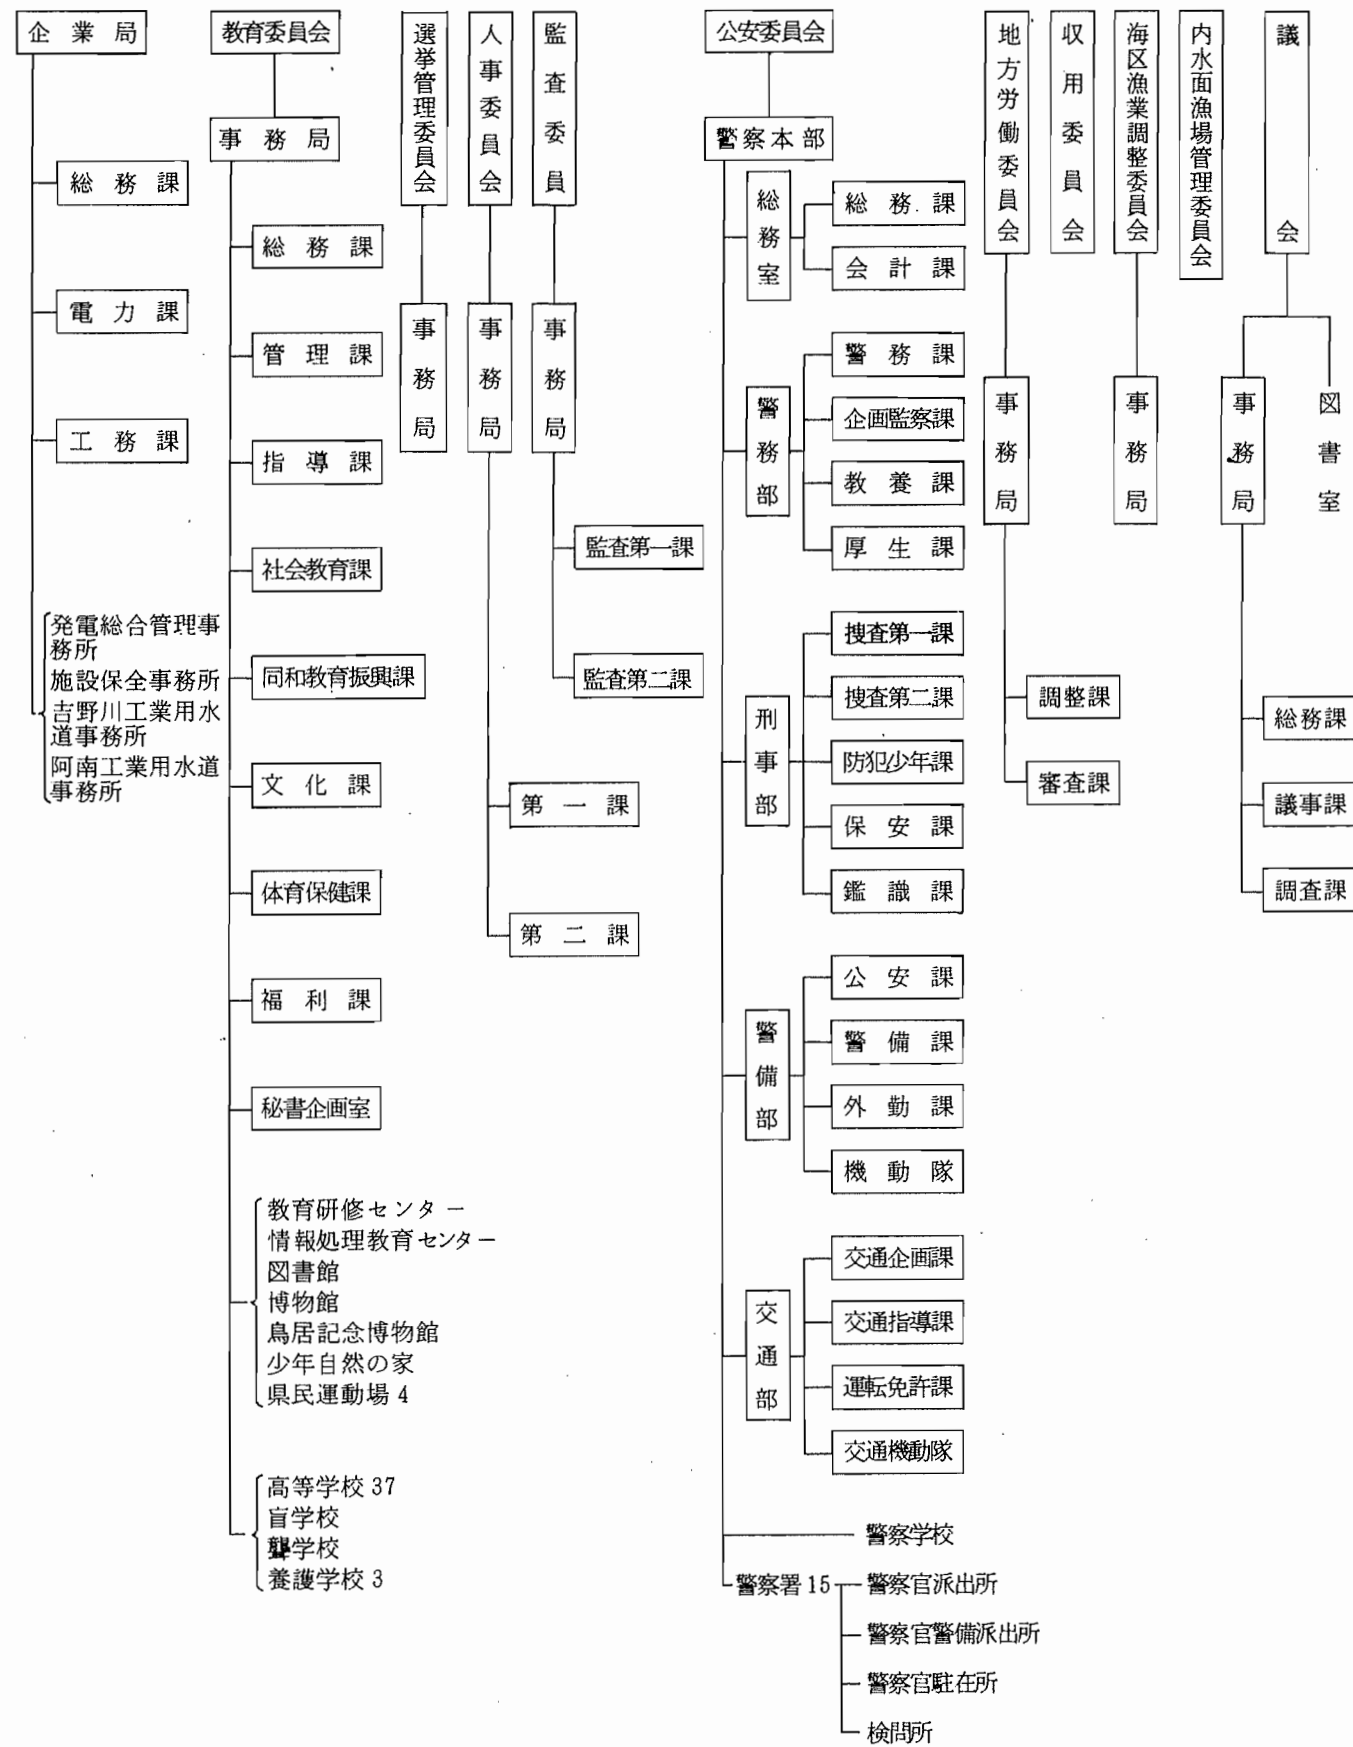 企業局
総務課
電力課
工務課
発電総合管理事
務所
施設保全事務所
吉野川工業用水
道事務所
阿南工業用水道
事務所
教育委員会
事務局
総務課
管理課
指導課
社会教育課
同和教育振興課
文化課
体育保健課
福利課
秘書企画室
教育研修センター
情報処理教育センター
図書館
博物館
鳥居記念博物館
少年自然の家
県民運動場4
高等学校37
盲学校
聾学校
養護学校3
選挙管理委員会
事務局
人事委員会
事務局
第一課
第二課
監査委員
事務局
監査第一課
監査第二課
公安委員会
警察本部
総務室
総務課
会計課
警務部
警務課
企画監察課
教養課
厚生課
刑事部
捜査第一課
捜査第二課
防犯少年課
保安課
鑑識課
警備部
公安課
警備課
外勤課
機動隊
交通部
交通企画課
交通指導課
運転免許課
交通機動隊
警察学校
警察署15
警察官派出所
警察官警備派出所
警察官駐在所
検問所
地方労働委員会
事務局
調整課
審査課
収用委員会
海区漁業調整委員会
事務局
内水面漁場管理委員会
議会
事務局
総務課
議事課
調査課
図書室